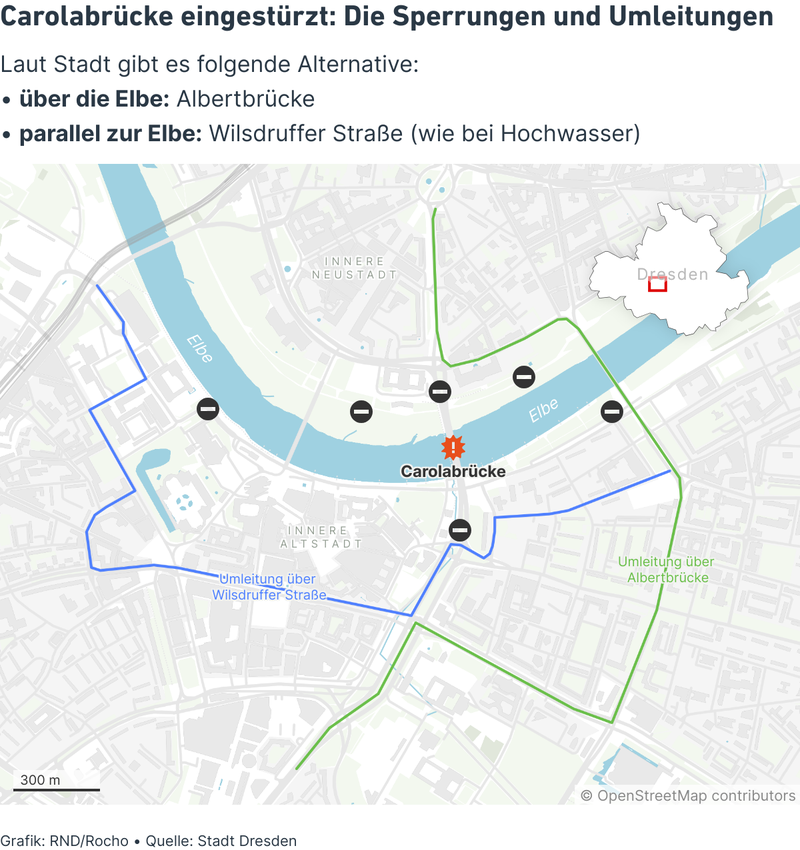 Carolabrücke eingestürzt: Die Sperrungen und Umleitungen
Laut Stadt gibt es folgende Alternative:
• über die Elbe: Albertbrücke
• parallel zur Elbe: Wilsdruffer Straße (wie bei Hochwasser)
INNERE
NEUSTADT
Dresden
Elbe
Elbe
Carolabrücke
INNERE
ALTSTADT
Umleitung über
Albertbrücke
Umleitung über
Wilsdruffer Straße
300 m
© OpenStreetMap contributors
Grafik: RND/Rocho • Quelle: Stadt Dresden